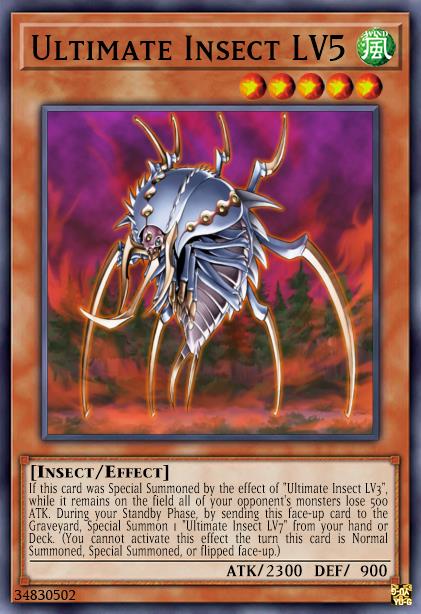 ULTIMATE INSECT LV5
WIND
風
[INSECT/EFFECT]
If this card was Special Summoned by the effect of "Ultimate Insect LV3",
while it remains on the field all of your opponent's monsters lose 500
ATK. During your Standby Phase, by sending this face-up card to the
Graveyard, Special Summon 1 "Ultimate Insect LV7" from your hand or
Deck. (You cannot activate this effect the turn this card is Normal
Summoned, Special Summoned, or flipped face-up.)
ATK/2300 DEF/ 900
34830502